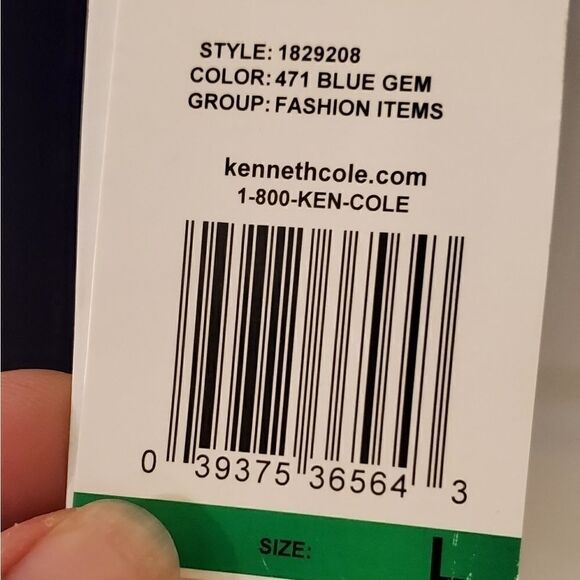 STYLE: 1829208
COLOR: 471 BLUE GEM
GROUP: FASHION ITEMS
kennethcole.com
1-800-KEN-COLE
0 39375 36564 3
SIZE: L